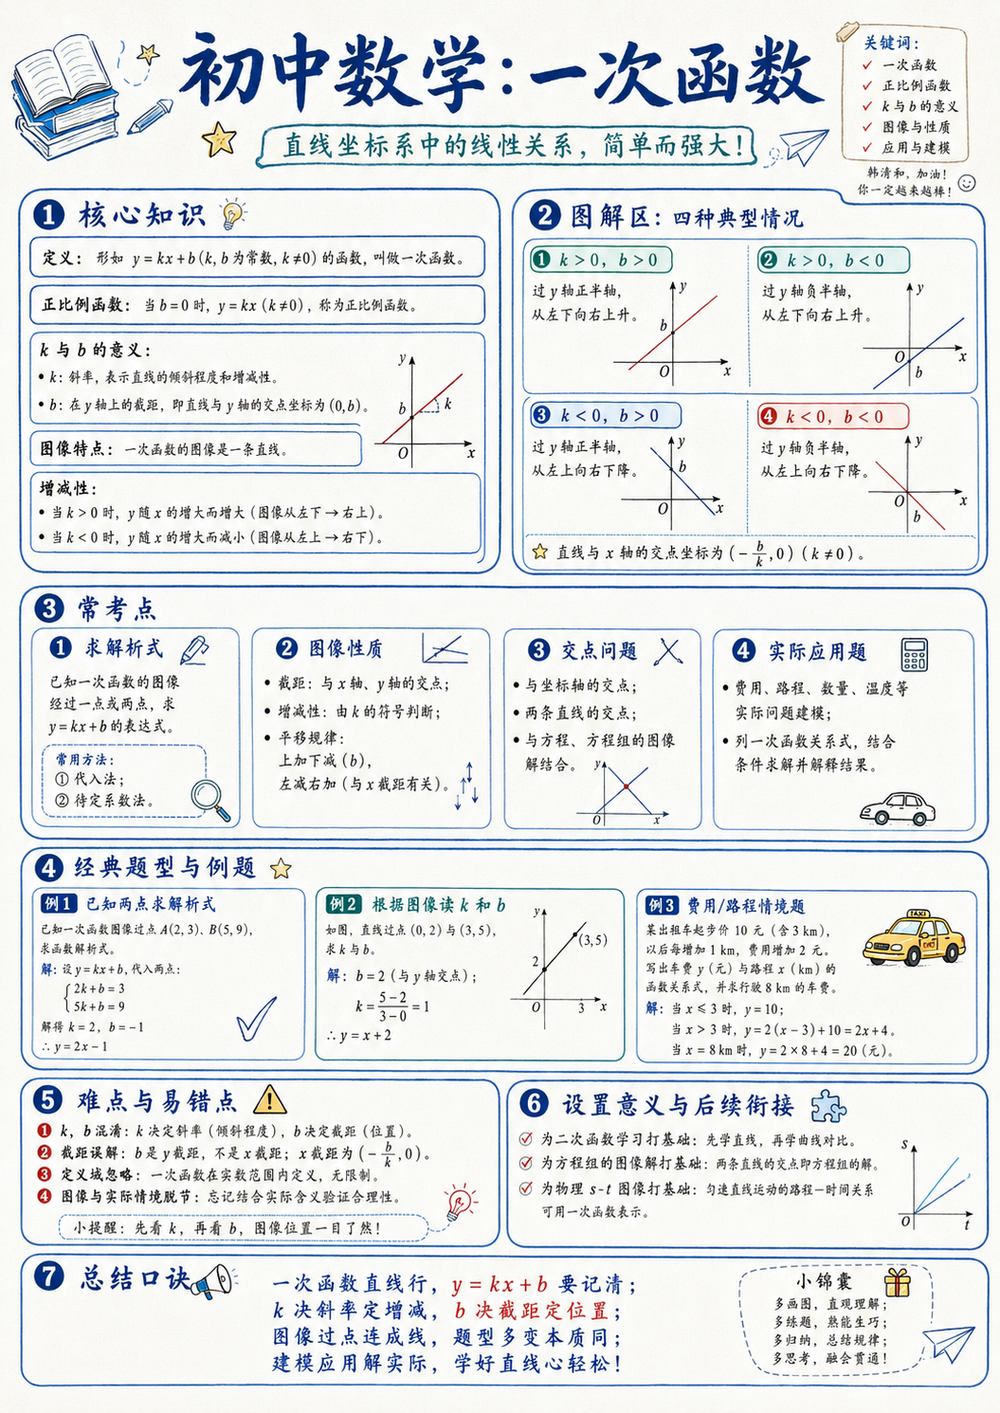 初中数学:一次函数
直线坐标系中的线性关系，简单而强大！
关键词：
✓ 一次函数
✓ 正比例函数
✓ k与b的意义
✓ 图像与性质
✓ 应用与建模
韩清和，加油！
你一定越来越棒！
1 核心知识
定义： 形如 y=kx+b(k,b为常数,k≠0)的函数,叫做一次函数。
正比例函数： 当b=0时，y=kx (k≠0)，称为正比例函数。
k 与 b 的意义：
• k：斜率，表示直线的倾斜程度和增减性。
• b：在y轴上的截距，即直线与y轴的交点坐标为(0,b)。
y
b
k
O
x
图像特点： 一次函数的图像是一条直线。
增减性：
• 当 k>0 时，y随x的增大而增大(图像从左下→右上)。
• 当 k<0 时，y随x的增大而减小(图像从左上→右下)。
2 图解区：四种典型情况
1 k>0, b>0
过y轴正半轴，
从左下向右上升。
y
b
O
x
2 k>0, b<0
过y轴负半轴，
从左下向右上升。
y
O
b
x
3 k<0, b>0
过y轴正半轴，
从左上向右下降。
y
b
O
x
4 k<0, b<0
过y轴负半轴，
从左上向右下降。
y
x
O
b
直线与 x 轴的交点坐标为 (−b/k,0) (k≠0)。
3 常考点
1 求解析式
已知一次函数的图像
经过一点或两点，求
y=kx+b的表达式。
常用方法：
① 代入法；
② 待定系数法。
2 图像性质
• 截距：与x轴、y轴的交点；
• 增减性：由k的符号判断；
• 平移规律：
上加下减(b)，
左减右加(与x截距有关)。
3 交点问题
• 与坐标轴的交点；
• 两条直线的交点；
• 与方程、方程组的图像
解结合。
y
O
x
4 实际应用题
• 费用、路程、数量、温度等
实际问题建模；
• 列一次函数关系式，结合
条件求解并解释结果。
4 经典题型与例题
例1 已知两点求解析式
已知一次函数图像过点A(2,3)、B(5,9)，
求函数解析式。
解：设y=kx+b,代入两点：
2k+b=3
5k+b=9
解得 k=2，b=−1
∴ y=2x−1
例2 根据图像读 k 和 b
如图，直线过点(0,2)与(3,5)，
求k与b。
解： b=2 (与y轴交点)；
k=5−2/3−0=1
∴ y=x+2
y
(3,5)
2
O
3
x
例3 费用/路程情境题
某出租车起步价 10 元(含3 km)，
以后每增加 1 km，费用增加 2 元。
写出车费 y (元)与路程 x (km)的
函数关系式，并求行驶 8 km 的车费。
TAXI
解： 当 x⩽3 时，y=10；
当 x>3 时，y=2(x−3)+10=2x+4。
当 x=8km时，y=2×8+4=20 (元)。
5 难点与易错点
1 k, b混淆：k 决定斜率(倾斜程度)，b决定截距(位置)。
2 截距误解：b是y截距，不是x截距；x截距为(−b/k,0)。
3 定义域忽略：一次函数在实数范围内定义，无限制。
4 图像与实际情境脱节：忘记结合实际含义验证合理性。
小提醒：先看 k，再看 b，图像位置一目了然！
6 设置意义与后续衔接
为二次函数学习打基础：先学直线，再学曲线对比。
为方程组的图像解打基础：两条直线的交点即方程组的解。
为物理 s-t 图像打基础：匀速直线运动的路程—时间关系
可用一次函数表示。
s
O
t
7 总结口诀
一次函数直线行，y=kx+b 要记清；
k 决斜率定增减，b 决截距定位置；
图像过点连成线，题型多变本质同；
建模应用解实际，学好直线心轻松！
小锦囊
多画图，直观理解；
多练题，熟能生巧；
多归纳，总结规律；
多思考，融会贯通！